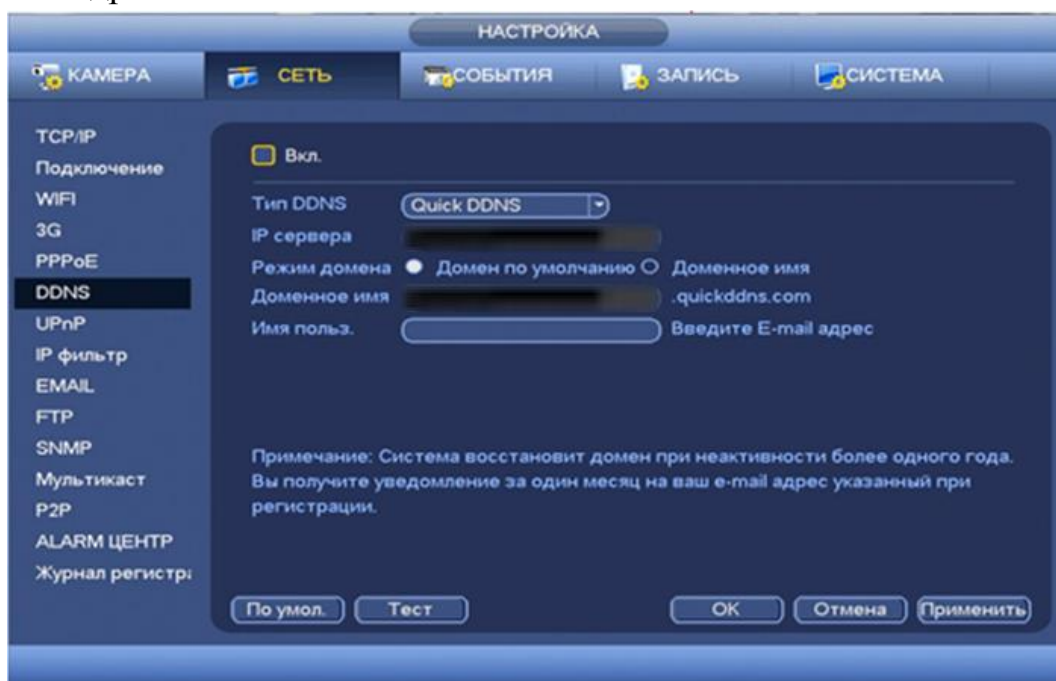 НАСТРОЙКА
КАМЕРА СЕТЬ СОБЫТИЯ ЗАПИСЬ СИСТЕМА
TCP/IP
Подключение
WIFI
3G
PPPoE
DDNS
UPnP
IP фильтр
EMAIL
FTP
SNMP
Мультикаст
P2P
ALARM ЦЕНТР
Журнал регистра
Вкл.
Тип DDNS Quick DDNS
IP сервера
Режим домена Домен по умолчанию Доменное имя
Доменное имя .quickddns.com
Имя польз. Введите E-mail адрес
Примечание: Система восстановит домен при неактивности более одного года.
Вы получите уведомление за один месяц на ваш e-mail адрес указанный при
регистрации.
По умол. Тест ОК Отмена Применить